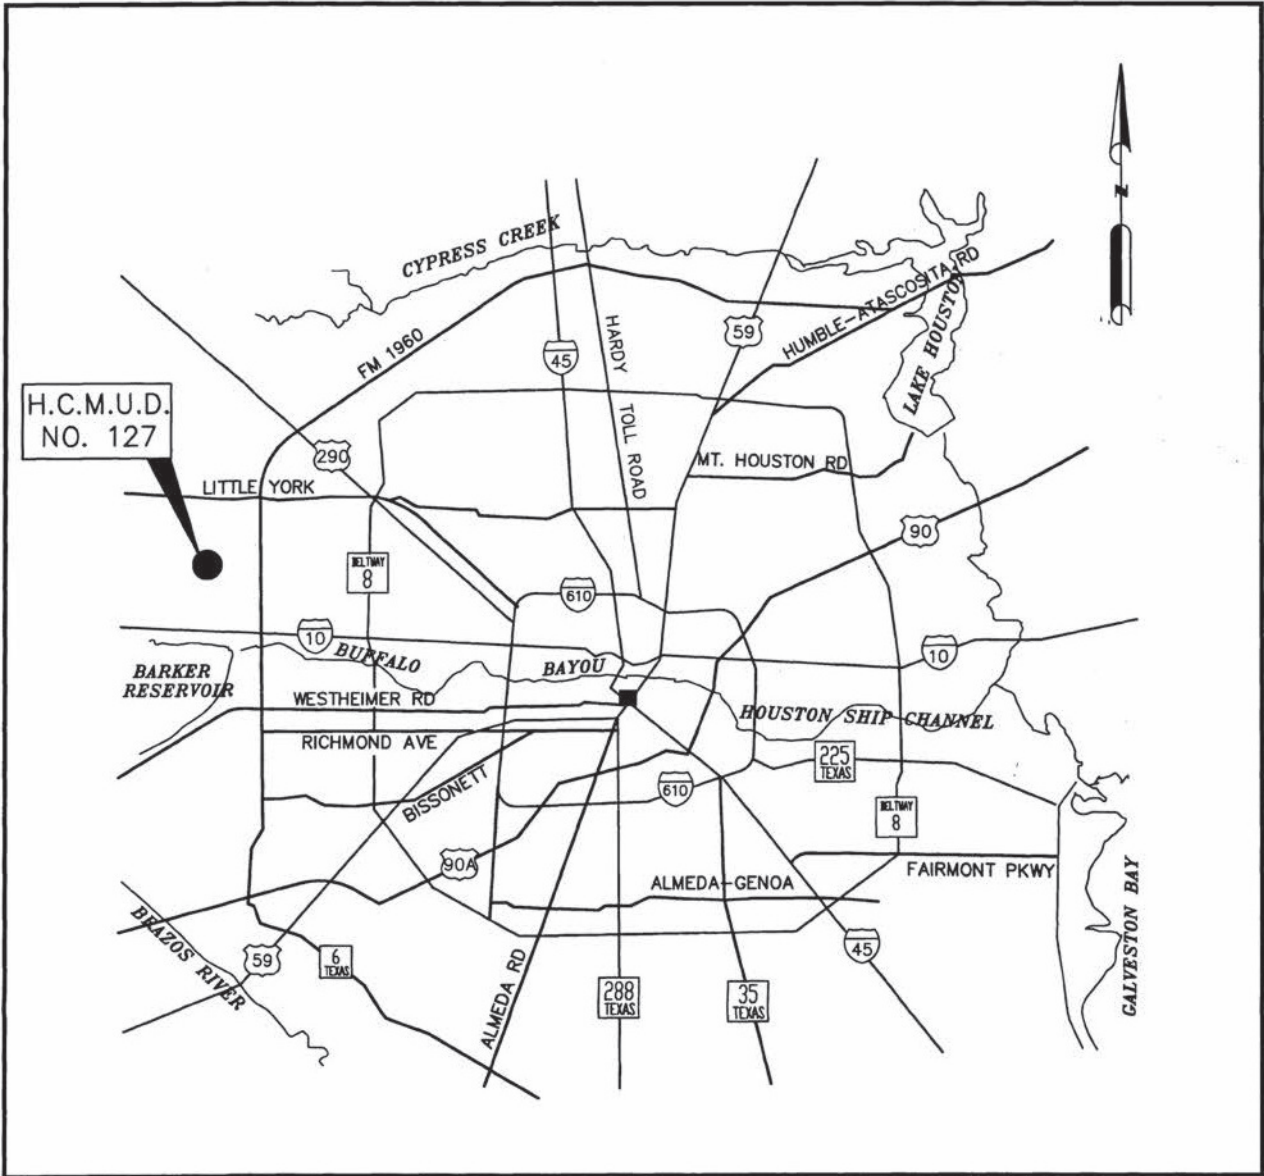 N
CYPRESS CREEK
HUMBLE-ATASCOSITA RD
LAKE HOUSTON
FM 1960
45
HARDY
TOLL ROAD
59
H.C.M.U.D.
NO. 127
290
MT. HOUSTON RD
LITTLE YORK
90
BELTWAY
8
610
10
BUFFALO
BAYOU
10
BARKER
RESERVOIR
WESTHEIMER RD
HOUSTON SHIP CHANNEL
RICHMOND AVE
225
TEXAS
BISSONETT
610
BELTWAY
8
90A
ALMEDA-GENOA
FAIRMONT PKWY
GALVESTON BAY
BRAZOS RIVER
59
6
TEXAS
ALMEDA RD
288
TEXAS
35
TEXAS
45